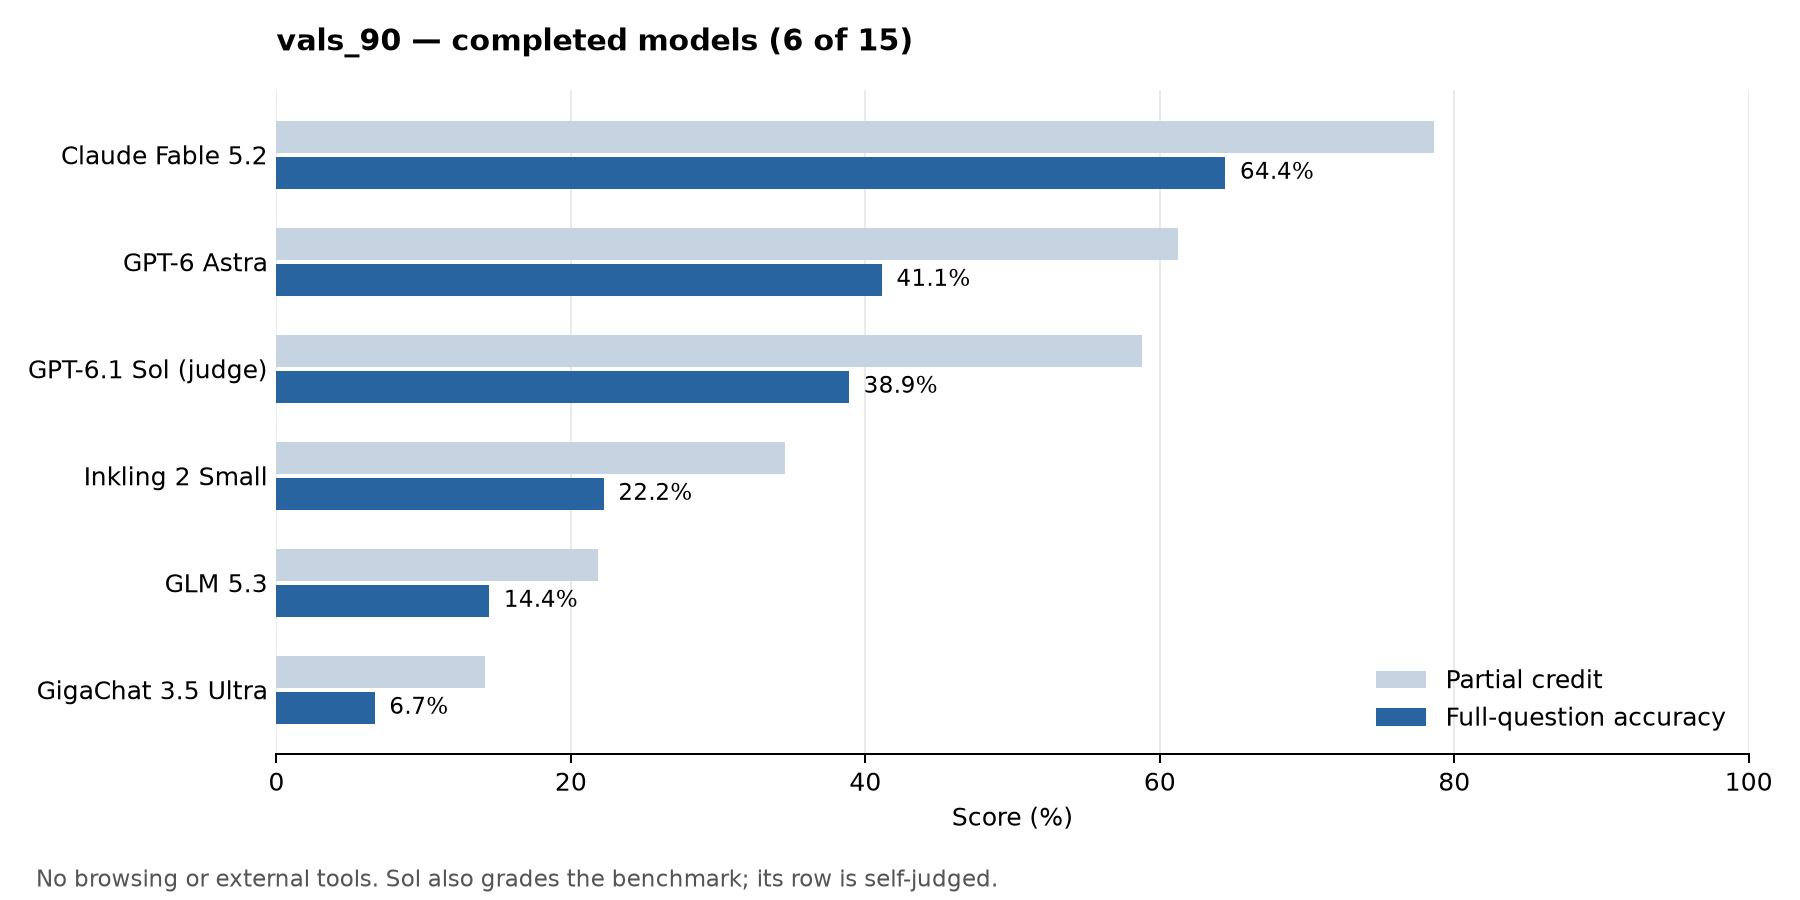 vals_90 — completed models (6 of 15)
Claude Fable 5.2
64.4%
GPT-6 Astra
41.1%
GPT-6.1 Sol (judge)
38.9%
Inkling 2 Small
22.2%
GLM 5.3
14.4%
GigaChat 3.5 Ultra
6.7%
Partial credit
Full-question accuracy
0 20 40 60 80 100
Score (%)
No browsing or external tools. Sol also grades the benchmark; its row is self-judged.